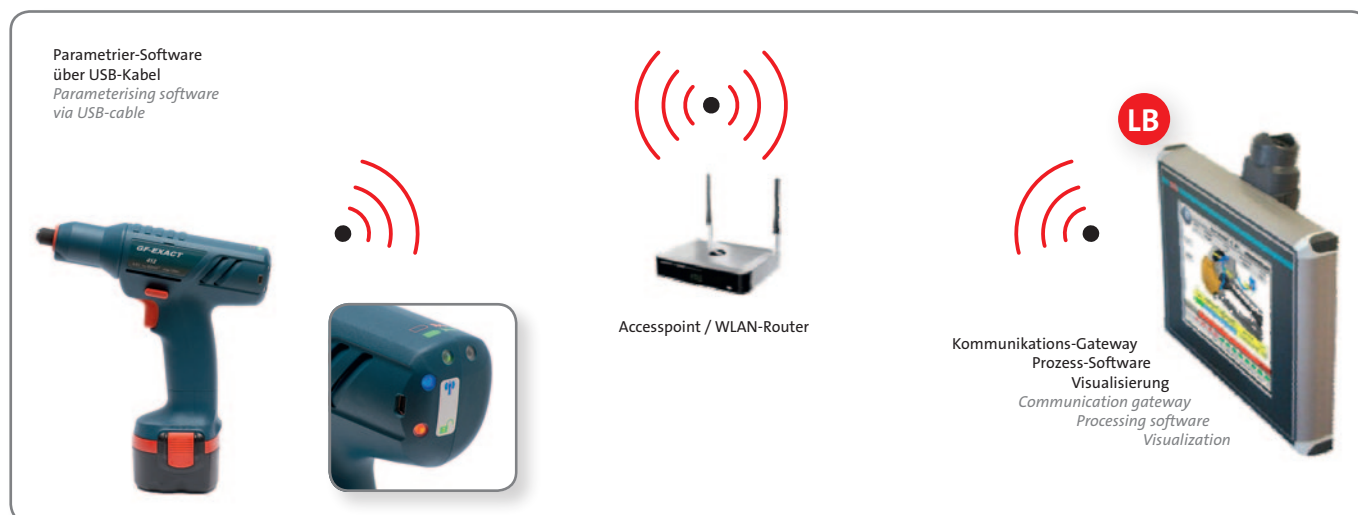 Parametrier-Software
über USB-Kabel
Parameterising software
via USB-cable
LB
GF-EXACT
Accesspoint / WLAN-Router
Kommunikations-Gateway
Prozess-Software
Visualisierung
Communication gateway
Processing software
Visualization